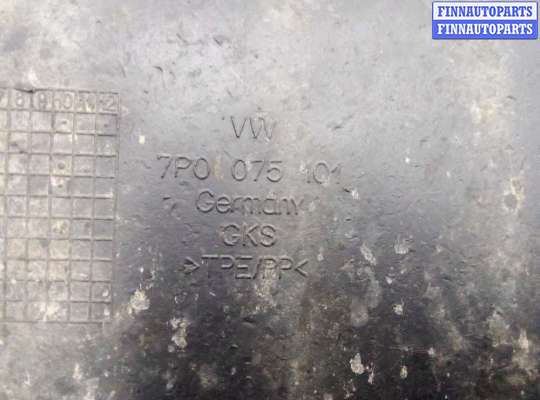 FINNAUTOPARTS
FINNAUTOPARTS
VW
7P0 075 101
Germany
GKS
>TPE/PP<